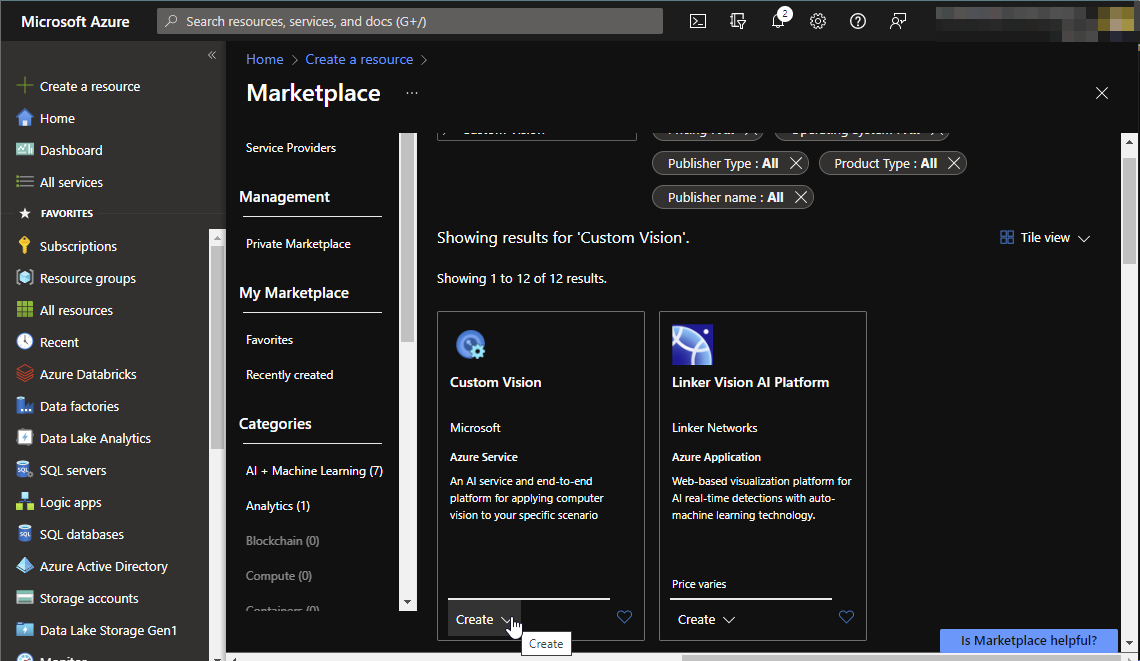 Microsoft Azure
Search resources, services, and docs (G+/)
2
Create a resource
Home
Dashboard
All services
FAVORITES
Subscriptions
Resource groups
All resources
Recent
Azure Databricks
Data factories
Data Lake Analytics
SQL servers
Logic apps
SQL databases
Azure Active Directory
Storage accounts
Data Lake Storage Gen1
Monitor
Home > Create a resource >
Marketplace ...
Service Providers
Management
Private Marketplace
My Marketplace
Favorites
Recently created
Categories
AI + Machine Learning (7)
Analytics (1)
Blockchain (0)
Compute (0)
Containers (0)
Custom Vision
Publisher Type : All
Product Type : All
Publisher name : All
Showing results for 'Custom Vision'.
Tile view
Showing 1 to 12 of 12 results.
Custom Vision
Microsoft
Azure Service
An AI service and end-to-end
platform for applying computer
vision to your specific scenario
Create
Create
Linker Vision AI Platform
Linker Networks
Azure Application
Web-based visualization platform for
AI real-time detections with auto-
machine learning technology.
Price varies
Create
Is Marketplace helpful?